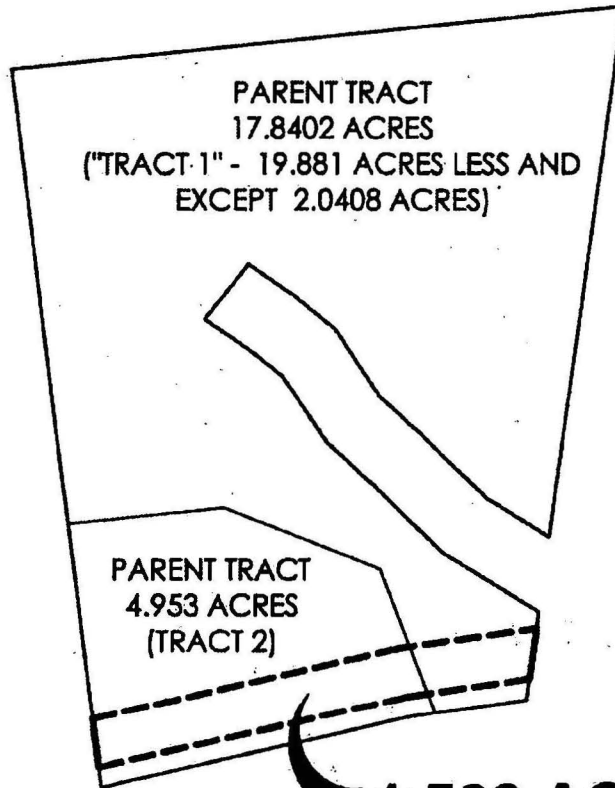 PARENT TRACT
17.8402 ACRES
("TRACT 1" - 19.881 ACRES LESS AND
EXCEPT 2.0408 ACRES)
PARENT TRACT
4.953 ACRES
(TRACT 2)